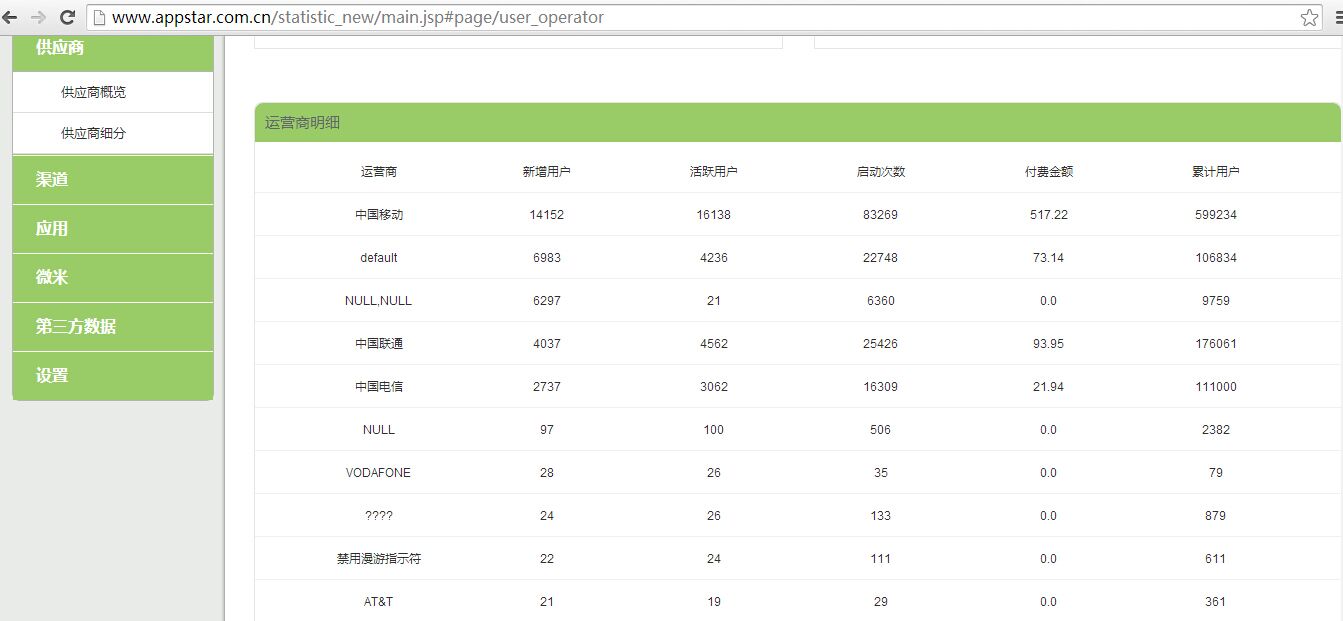 www.appstar.com.cn/statistic_new/main.jsp#page/user_operator
供应商
供应商概览
供应商细分
渠道
应用
微米
第三方数据
设置
运营商明细
运营商 新增用户 活跃用户 启动次数 付费金额 累计用户
中国移动 14152 16138 83269 517.22 599234
default 6983 4236 22748 73.14 106834
NULL,NULL 6297 21 6360 0.0 9759
中国联通 4037 4562 25426 93.95 176061
中国电信 2737 3062 16309 21.94 111000
NULL 97 100 506 0.0 2382
VODAFONE 28 26 35 0.0 79
???? 24 26 133 0.0 879
禁用漫游指示符 22 24 111 0.0 611
AT&T 21 19 29 0.0 361